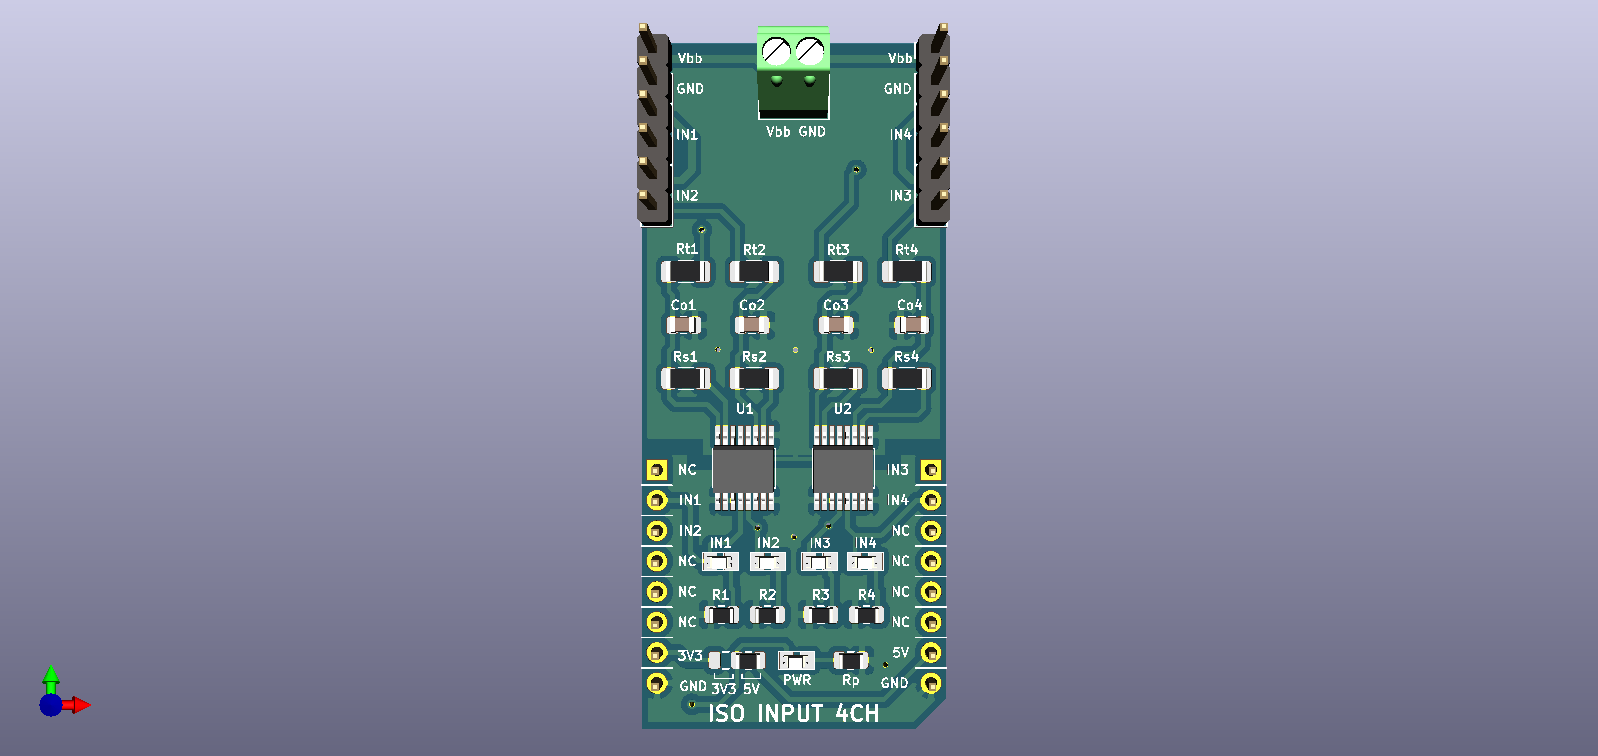 Vbb Vbb
GND GND
Vbb GND
IN1 IN4
IN2 IN3
Rt1 Rt2 Rt3 Rt4
Co1 Co2 Co3 Co4
Rs1 Rs2 Rs3 Rs4
U1 U2
NC IN3
IN1 IN4
IN2 NC
IN1 IN2 IN3 IN4
NC NC
NC NC
R1 R2 R3 R4
NC NC
3V3 5V
PWR Rp
GND 3V3 5V GND
ISO INPUT 4CH